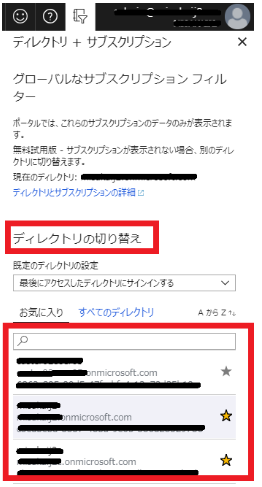 ディレクトリ + サブスクリプション
グローバルなサブスクリプション フィル
ター
ポータルでは、これらのサブスクリプションのデータのみが表示されま
す。
無料試用版 - サブスクリプションが表示されない場合、別のディレ
クトリに切り替えます。
現在のディレクトリ:
ディレクトリとサブスクリプションの詳細
ディレクトリの切り替え
既定のディレクトリの設定
最後にアクセスしたディレクトリにサインインする
お気に入り すべてのディレクトリ A から Z ↑↓
onmicrosoft.com
.onmicrosoft.com
.onmicrosoft.com